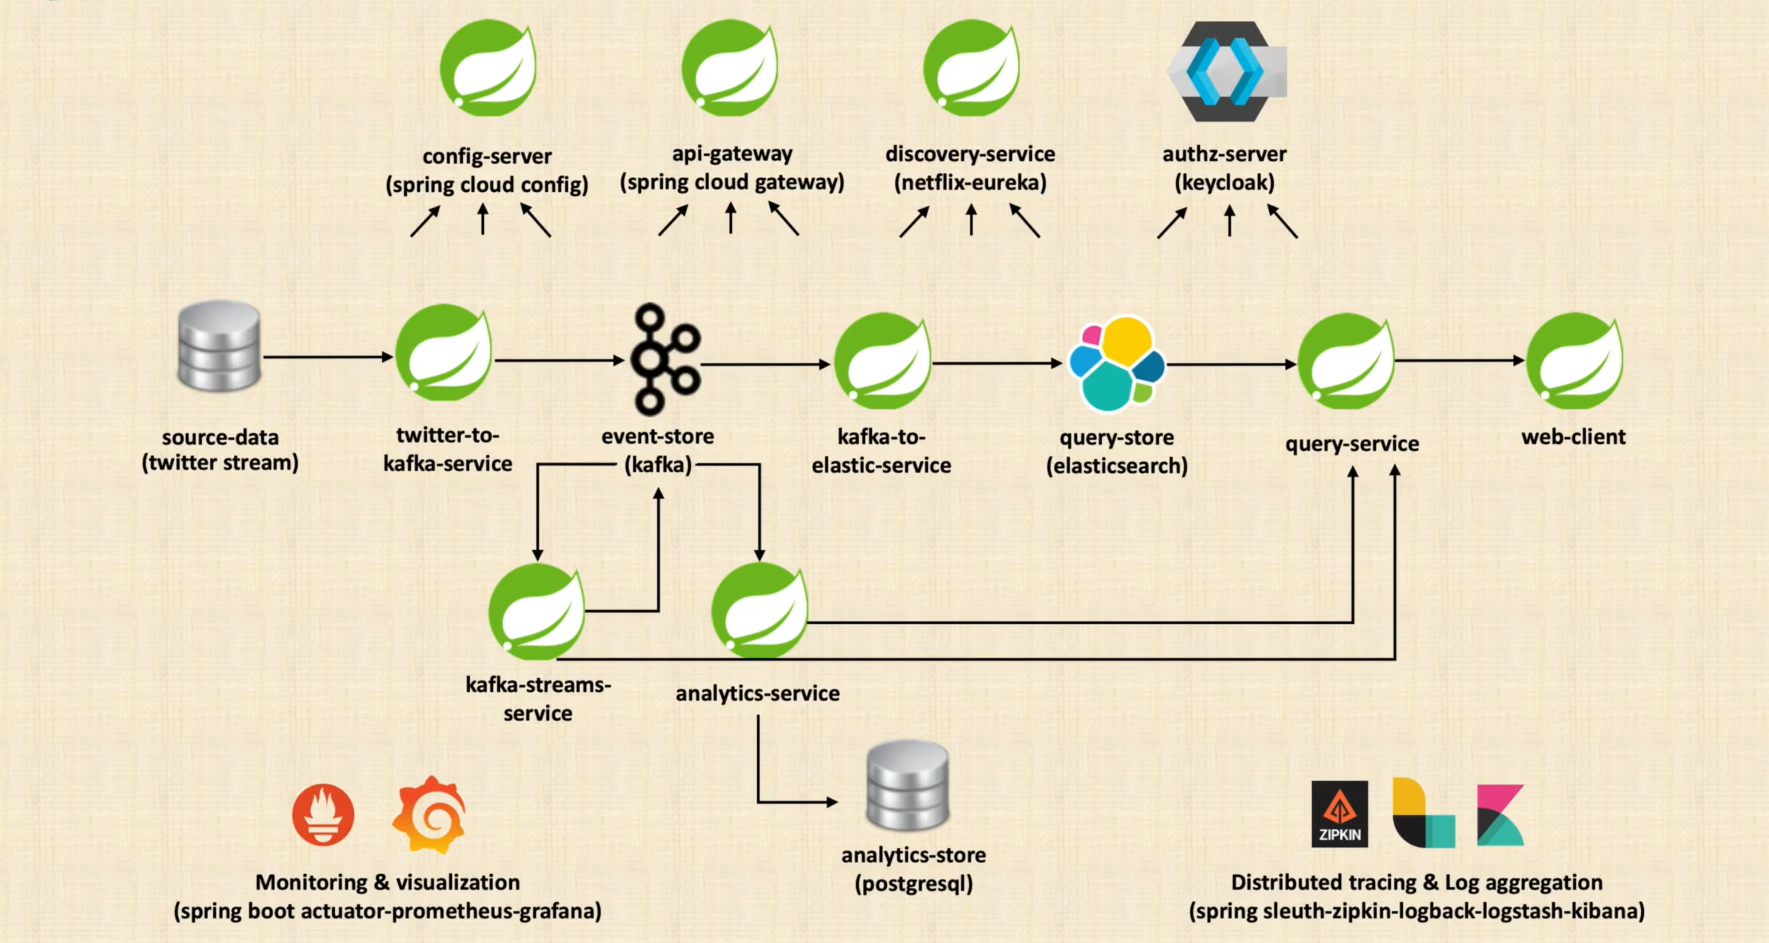 config-server
(spring cloud config)
api-gateway
(spring cloud gateway)
discovery-service
(netflix-eureka)
authz-server
(keycloak)
source-data
(twitter stream)
twitter-to-
kafka-service
event-store
(kafka)
kafka-to-
elastic-service
query-store
(elasticsearch)
query-service
web-client
kafka-streams-
service
analytics-service
analytics-store
(postgresql)
Monitoring & visualization
(spring boot actuator-prometheus-grafana)
ZIPKIN
Distributed tracing & Log aggregation
(spring sleuth-zipkin-logback-logstash-kibana)